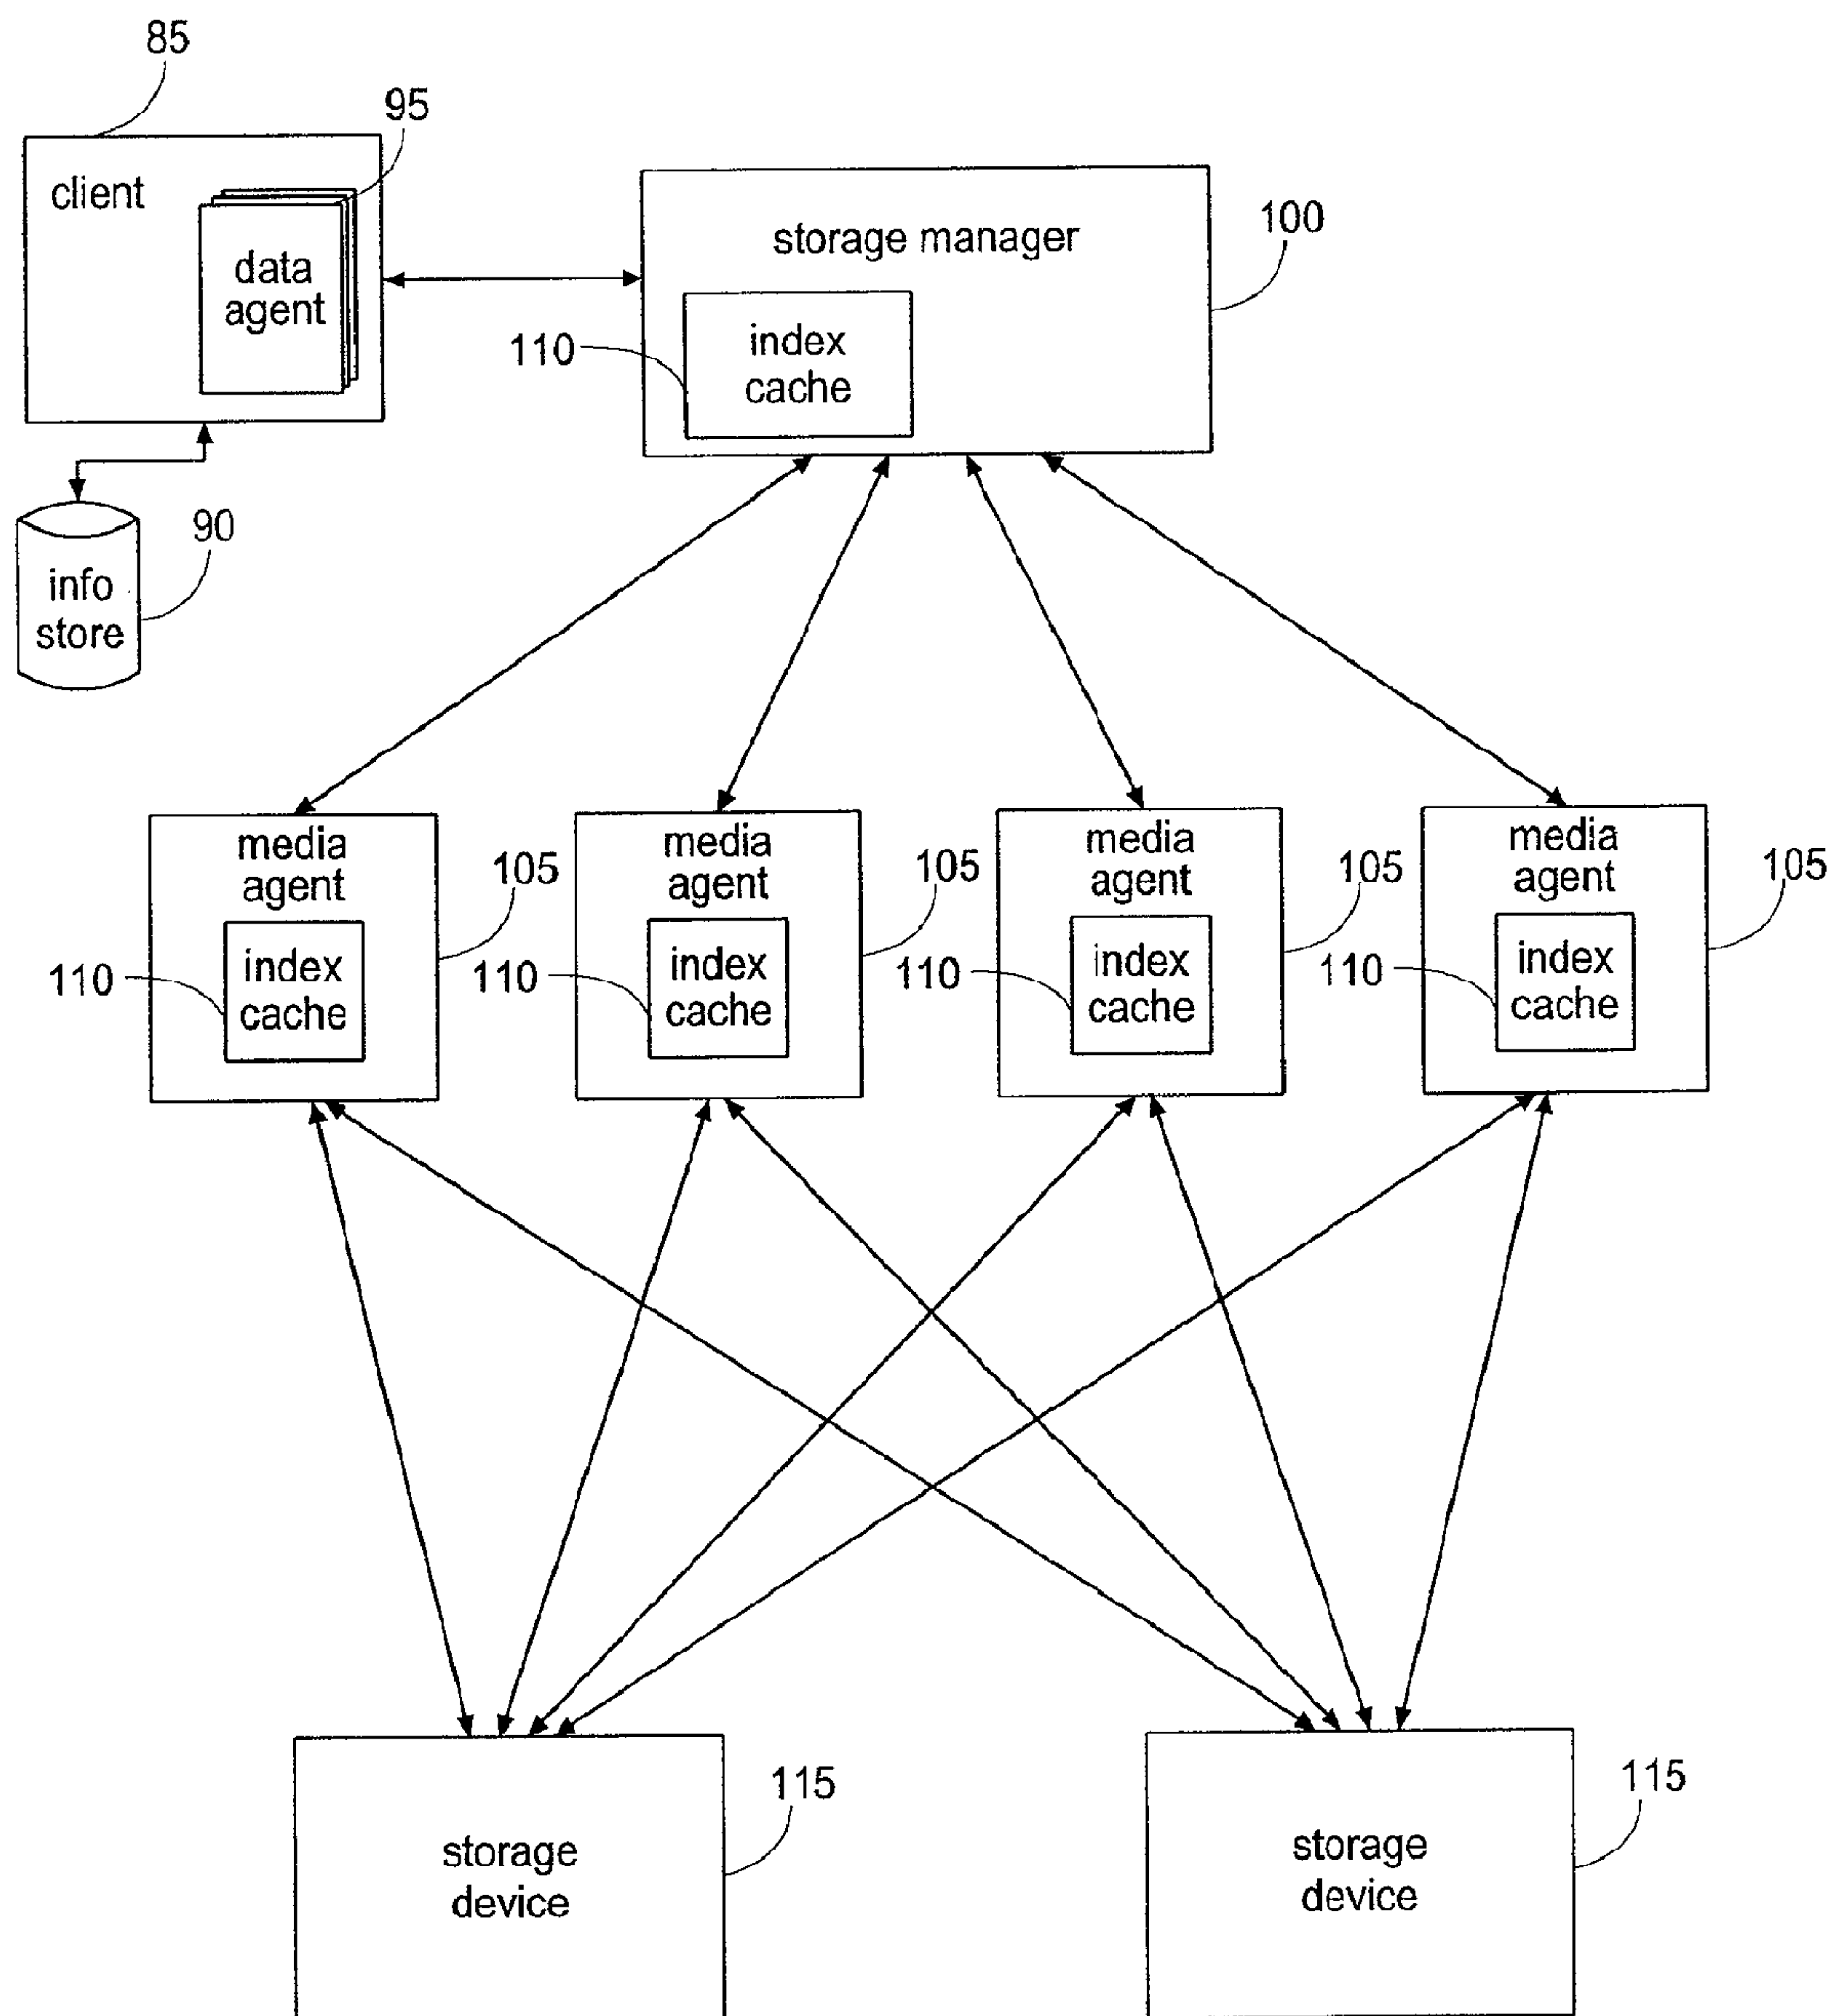 85
95
client
data
agent
storage manager
100
110
index
cache
90
info
store
media
agent
105
index
cache
110
media
agent
105
index
cache
110
media
agent
105
index
cache
110
media
agent
105
index
cache
110
storage
device
115
storage
device
115